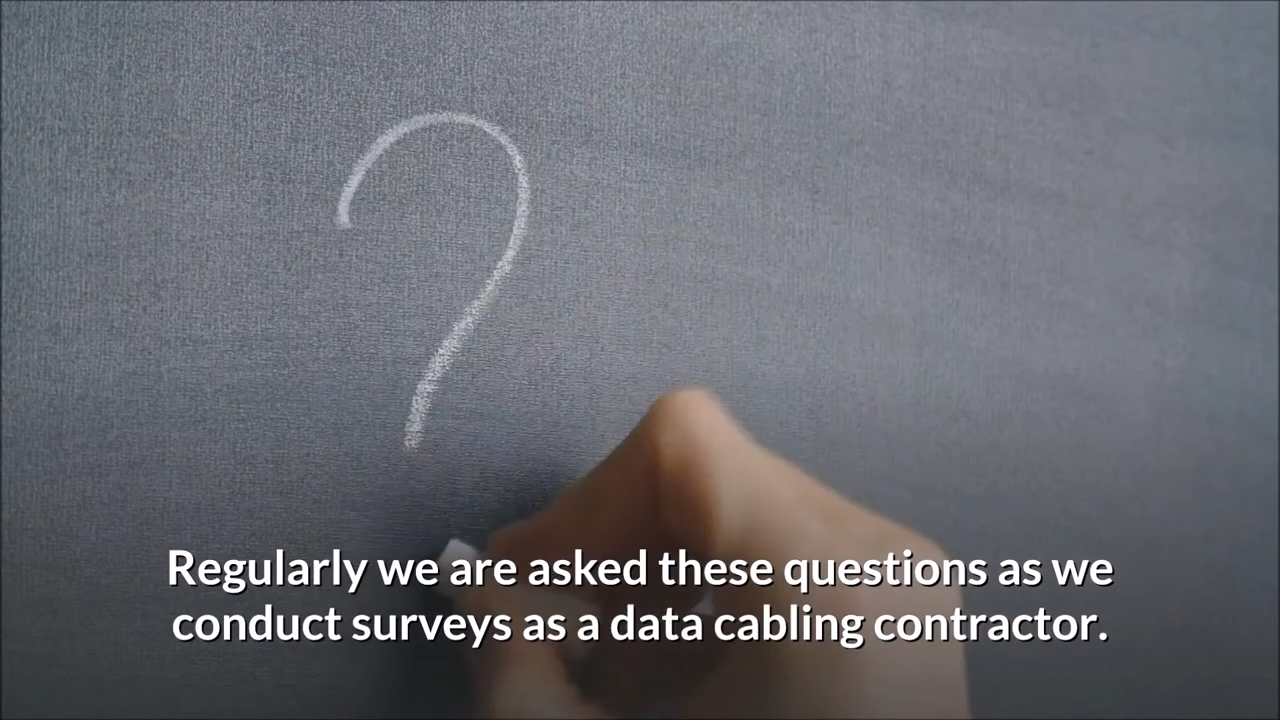 ?
Regularly we are asked these questions as we
conduct surveys as a data cabling contractor.